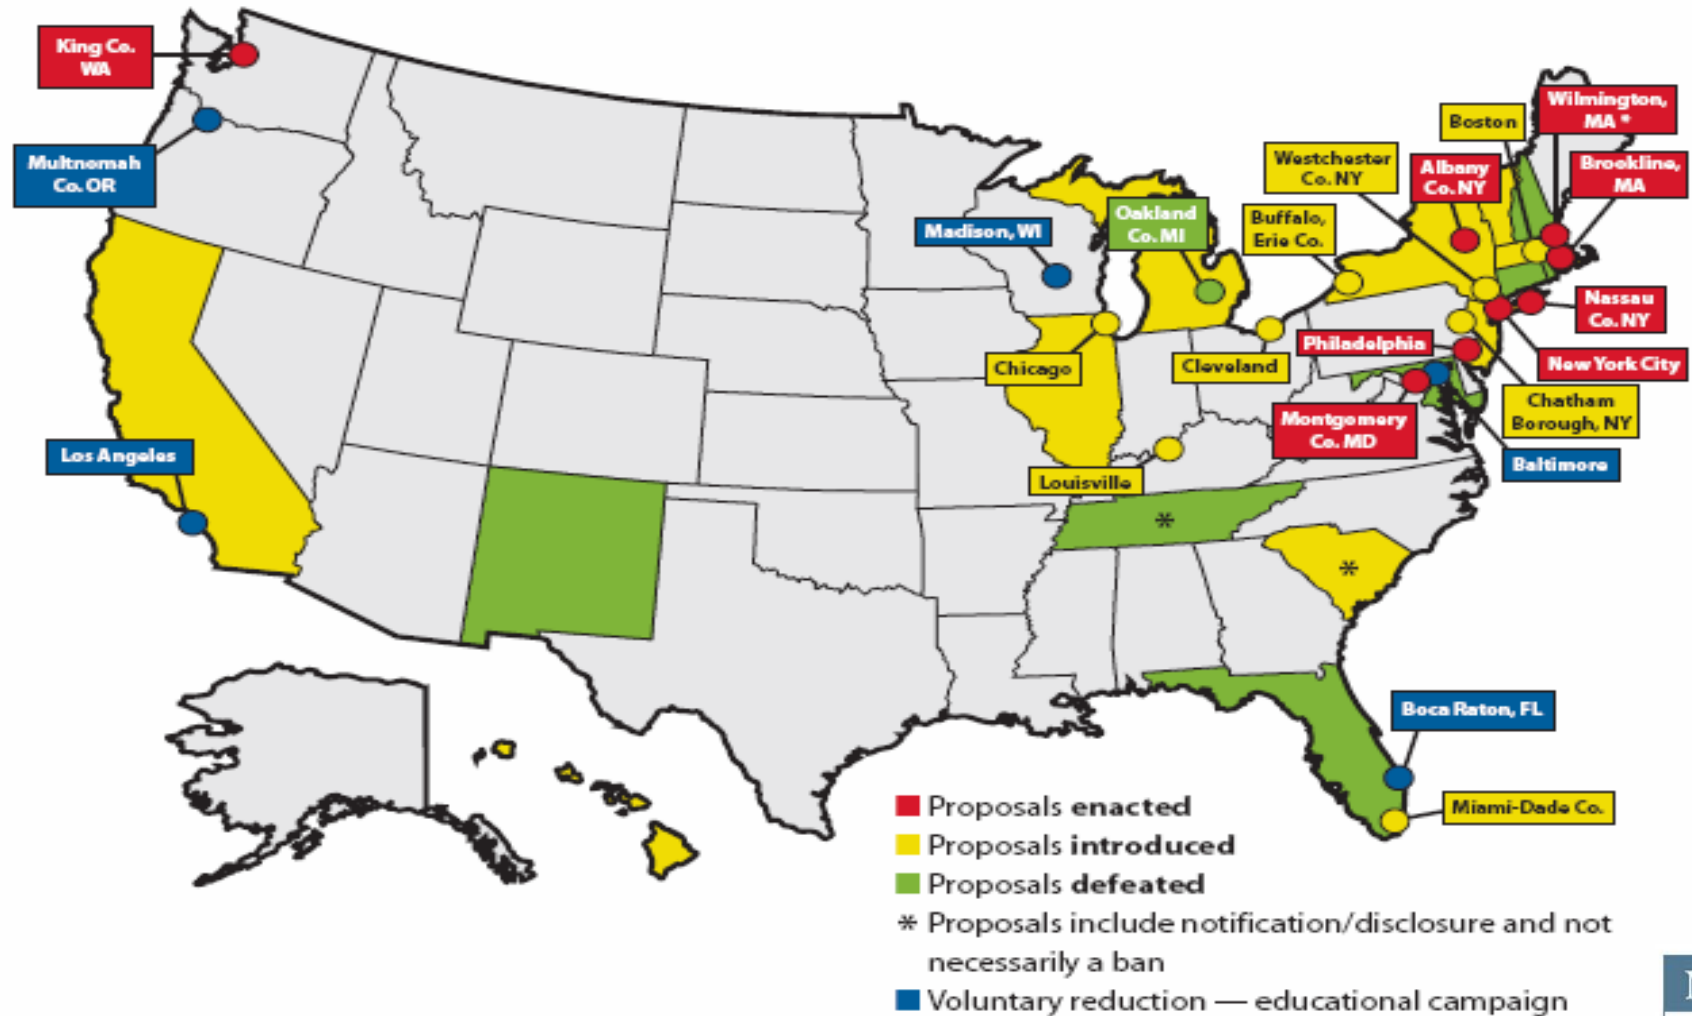 King Co.
WA
Multnomah
Co. OR
Los Angeles
Madison, WI
Oakland
Co. MI
Chicago
Louisville
Cleveland
Buffalo,
Erie Co.
Westchester
Co. NY
Boston
Albany
Co. NY
Wilmington,
MA *
Brookline,
MA
Nassau
Co. NY
New York City
Philadelphia
Chatham
Borough, NY
Montgomery
Co. MD
Baltimore
*
*
Boca Raton, FL
Miami-Dade Co.
Proposals enacted
Proposals introduced
Proposals defeated
* Proposals include notification/disclosure and not
necessarily a ban
Voluntary reduction — educational campaign